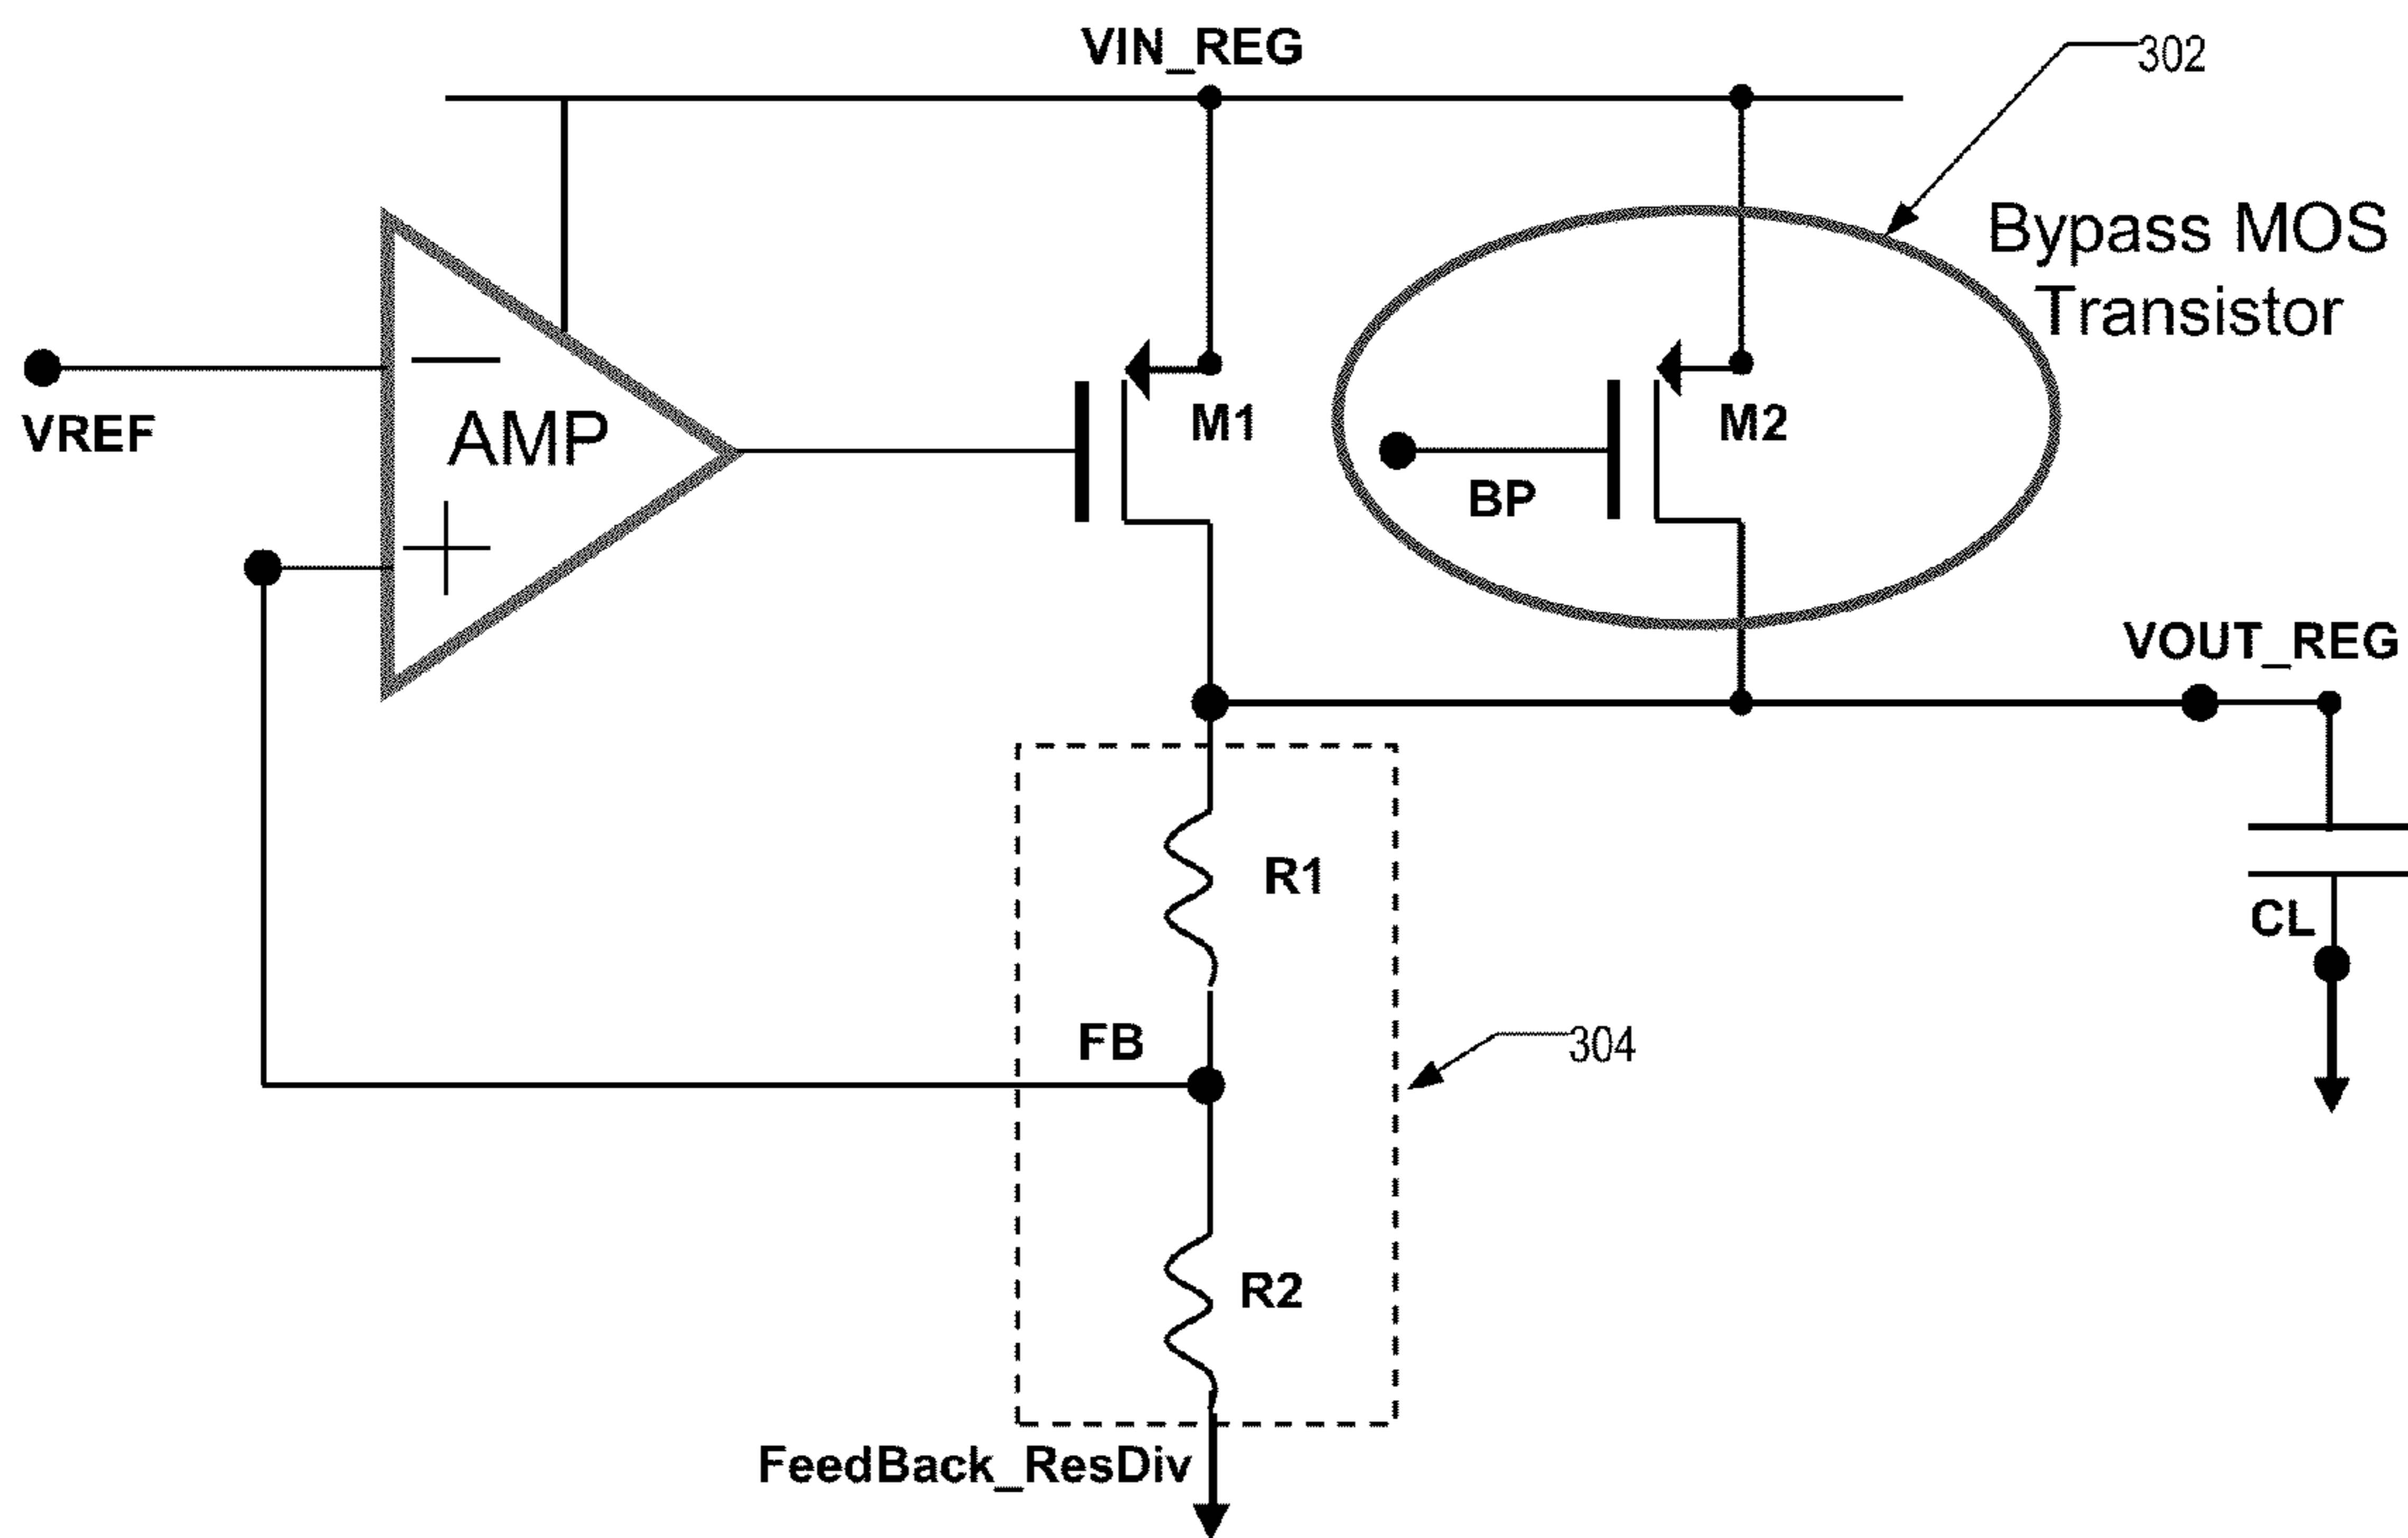 VIN_REG
302
Bypass MOS
Transistor
VREF
−
AMP
+
M1
M2
BP
VOUT_REG
R1
CL
FB
304
R2
FeedBack_ResDiv